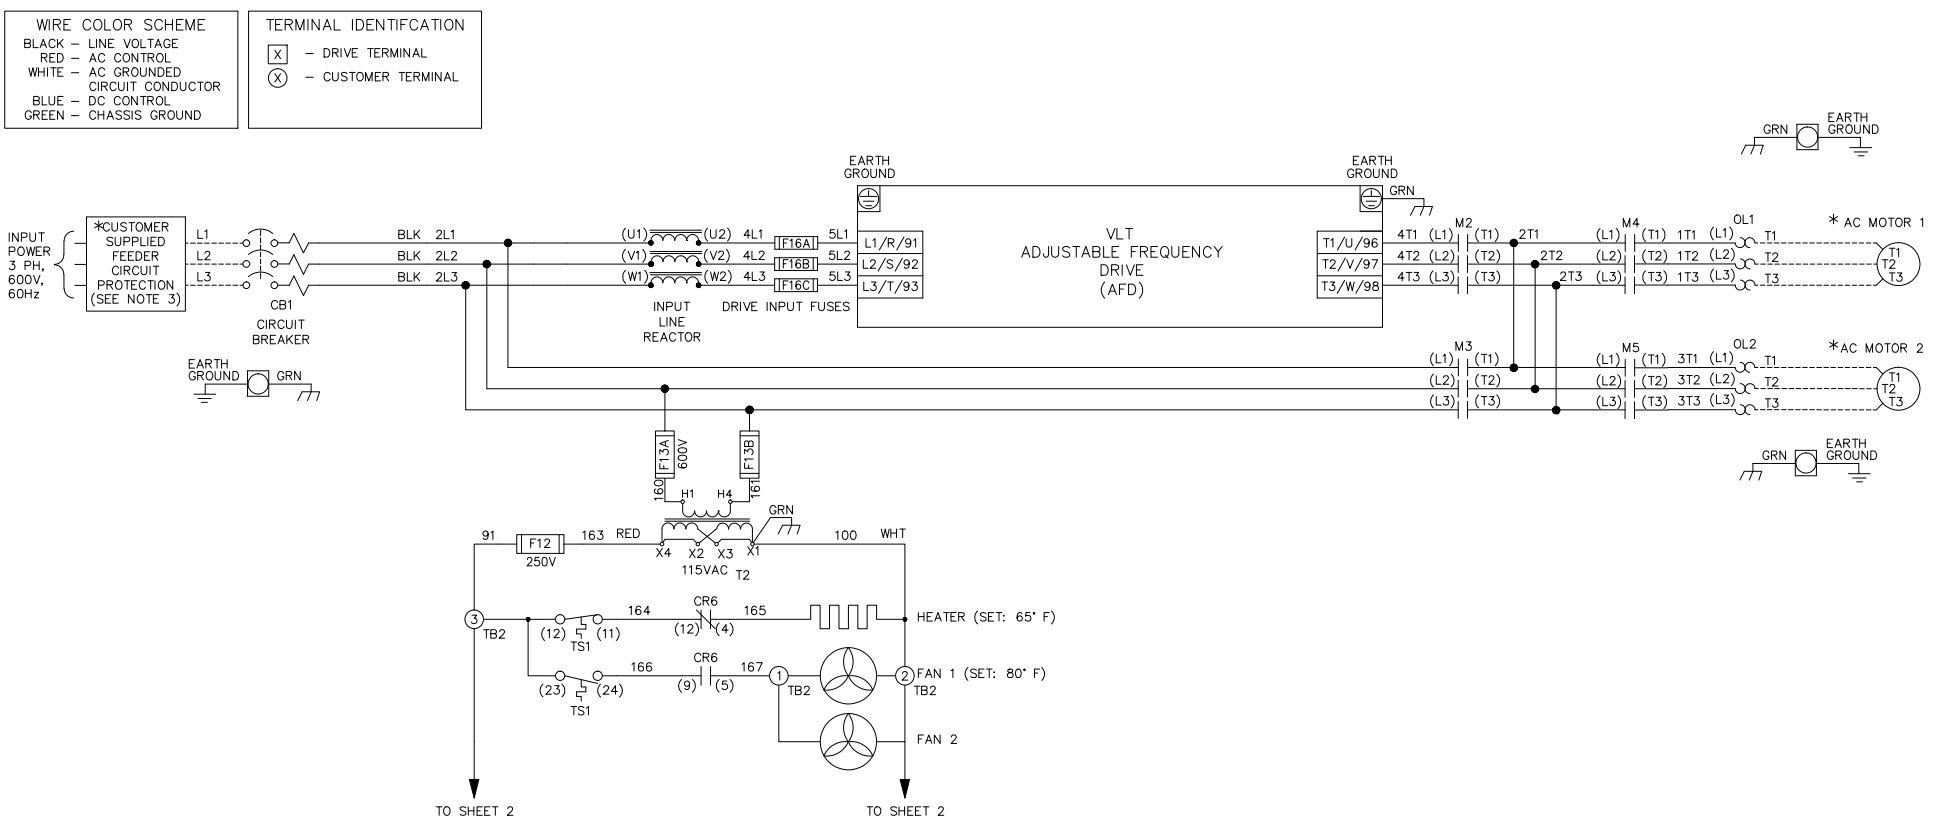 WIRE COLOR SCHEME
BLACK – LINE VOLTAGE
RED – AC CONTROL
WHITE – AC GROUNDED
CIRCUIT CONDUCTOR
BLUE – DC CONTROL
GREEN – CHASSIS GROUND
TERMINAL IDENTIFCATION
X – DRIVE TERMINAL
X – CUSTOMER TERMINAL
GRN
EARTH
GROUND
INPUT
POWER
3 PH,
600V,
60Hz
*CUSTOMER
SUPPLIED
FEEDER
CIRCUIT
PROTECTION
(SEE NOTE 3)
L1
L2
L3
CB1
CIRCUIT
BREAKER
BLK 2L1
BLK 2L2
BLK 2L3
(U1) (U2) 4L1 F16A 5L1
(V1) (V2) 4L2 F16B 5L2
(W1) (W2) 4L3 F16C 5L3
INPUT
LINE
REACTOR
DRIVE INPUT FUSES
EARTH
GROUND
EARTH
GROUND
GRN
L1/R/91
L2/S/92
L3/T/93
VLT
ADJUSTABLE FREQUENCY
DRIVE
(AFD)
T1/U/96
T2/V/97
T3/W/98
M2 M4 OL1
4T1 (L1) (T1) 2T1 (L1) (T1) 1T1 (L1) T1
4T2 (L2) (T2) 2T2 (L2) (T2) 1T2 T2
4T3 (L3) (T3) 2T3 (L3) (T3) 1T3 (L3) T3
* AC MOTOR 1
T1
T2
T3
M3 M5 OL2
(L1) (T1) (L1) (T1) 3T1 (L1) T1
(L2) (T2) (L2) (T2) 3T2 (L2) T2
(L3) (T3) (L3) (T3) 3T3 (L3) T3
*AC MOTOR 2
T1
T2
T3
GRN
EARTH
GROUND
EARTH
GROUND
GRN
F13A
600V
F13B
160
161
H1 H4
GRN
91 F12 163 RED
250V
X4 X2 X3 X1
115VAC T2
100 WHT
3
TB2
(12) (11)
TS1
164
CR6
(12) (4)
165
HEATER (SET: 65° F)
(23) (24)
TS1
166
CR6
(9) (5)
167
1
TB2
2
TB2
FAN 1 (SET: 80° F)
FAN 2
TO SHEET 2
TO SHEET 2